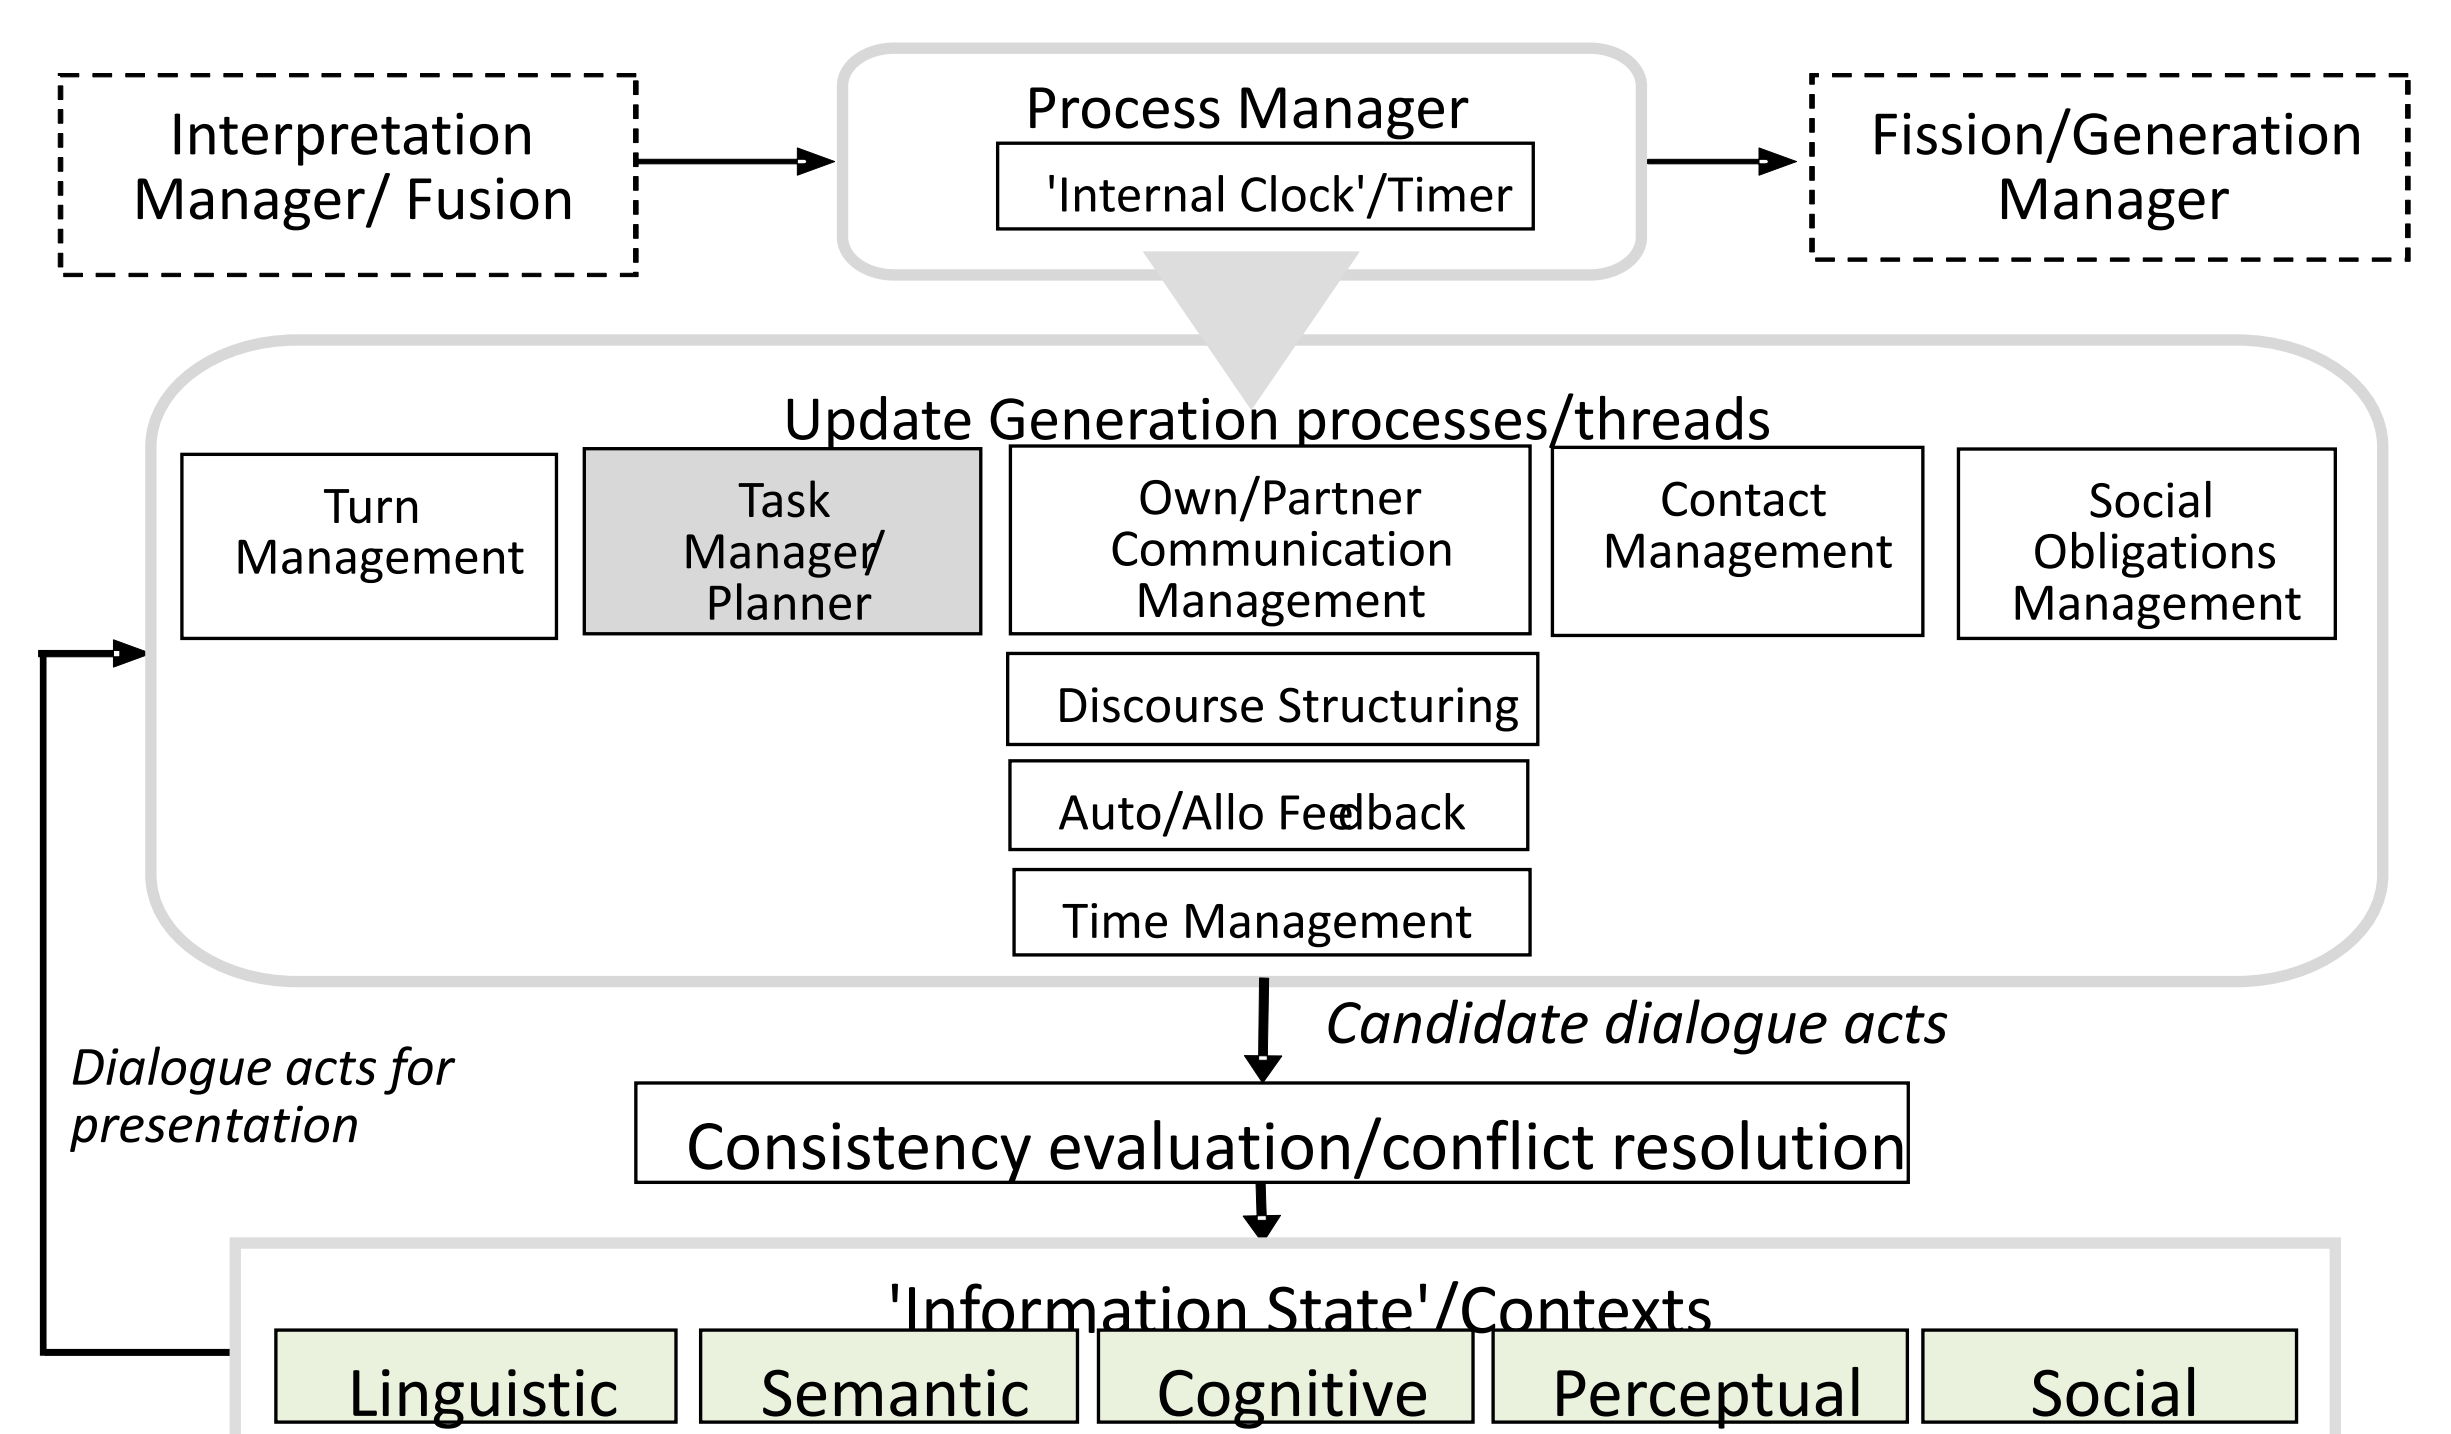 Interpretation
Manager/ Fusion
Process Manager
'Internal Clock'/Timer
Fission/Generation
Manager
Update Generation processes/threads
Turn
Management
Task
Manager/
Planner
Own/Partner
Communication
Management
Contact
Management
Social
Obligations
Management
Discourse Structuring
Auto/Allo Feedback
Time Management
Candidate dialogue acts
Dialogue acts for
presentation
Consistency evaluation/conflict resolution
'Information State'/Contexts
Linguistic
Semantic
Cognitive
Perceptual
Social